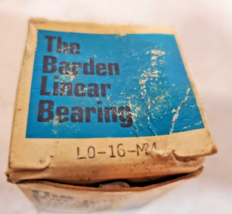 The
Barden
Linear
Bearing
LO-16-MM